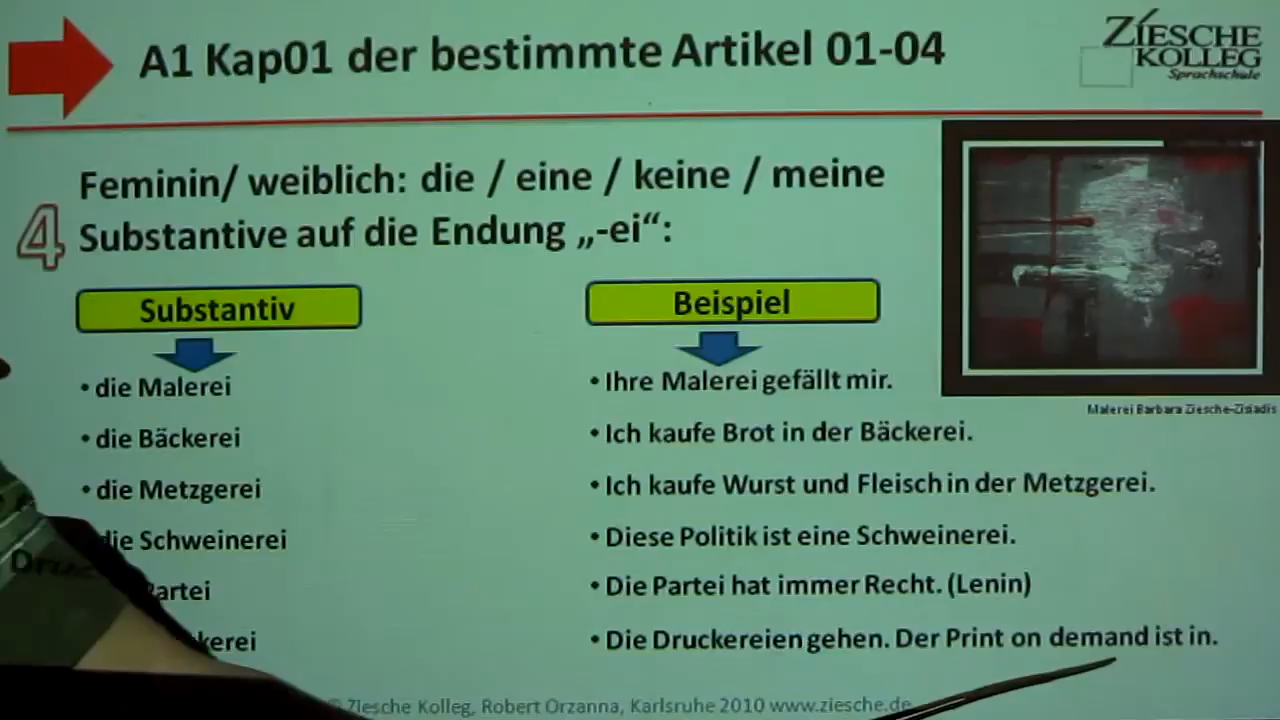 A1 Kap01 der bestimmte Artikel 01-04
ZIESCHE
KOLLEG
Sprachschule
Feminin/ weiblich: die / eine / keine / meine
4 Substantive auf die Endung „-ei“:
Substantiv
Beispiel
• die Malerei
• die Bäckerei
• die Metzgerei
die Schweinerei
Partei
kerei
• Ihre Malerei gefällt mir.
• Ich kaufe Brot in der Bäckerei.
• Ich kaufe Wurst und Fleisch in der Metzgerei.
• Diese Politik ist eine Schweinerei.
• Die Partei hat immer Recht. (Lenin)
• Die Druckereien gehen. Der Print on demand ist in.
Malerei Barbara Ziesche-Zisiadis
© Ziesche Kolleg, Robert Orzanna, Karlsruhe 2010 www.ziesche.de